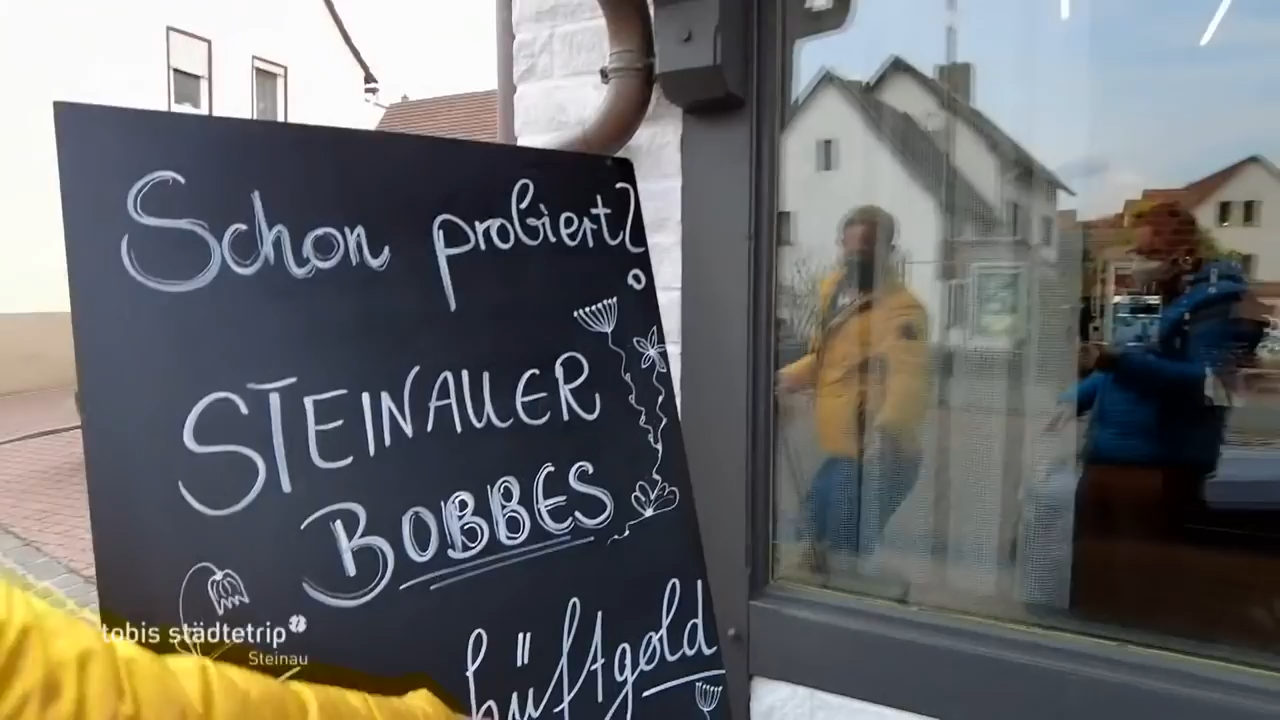 Schon probiert?
STEINAUER
BOBBES
hüftgold
tobis städtetrip
Steinau